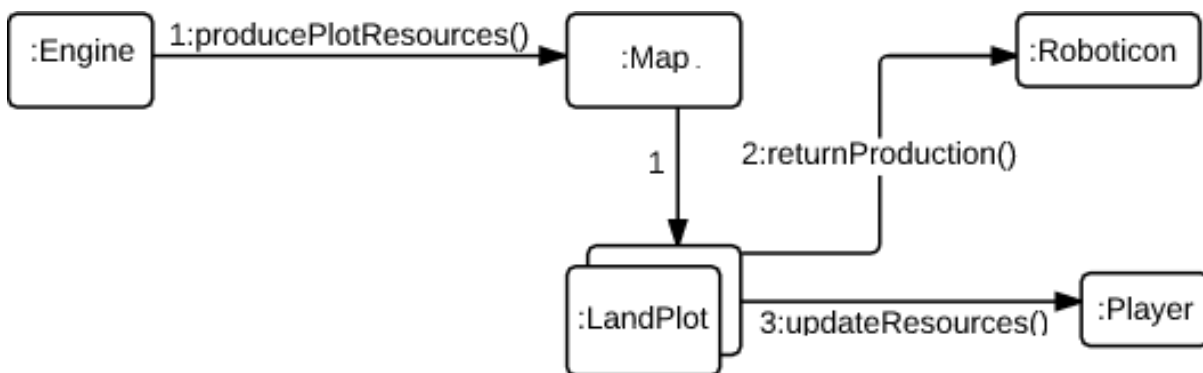 :Engine
1:producePlotResources()
:Map .
:Roboticon
1
2:returnProduction()
:LandPlot
3:updateResources()
:Player